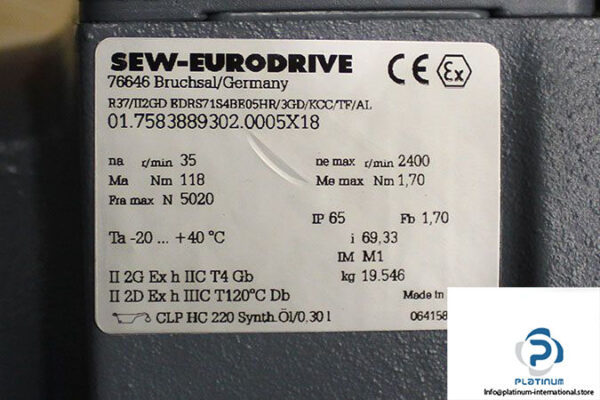 SEW-EURODRIVE
76646 Bruchsal/Germany
CE Ex
R37/II2GD EDRS71S4BE05HR/3GD/KCC/TF/AL
01.7583889302.0005X18
na r/min 35 ne max r/min 2400
Ma Nm 118 Me max Nm 1,70
Fra max N 5020
IP 65 Fb 1,70
Ta -20 ... +40 °C i 69,33
IM M1
II 2G Ex h IIC T4 Gb kg 19.546
II 2D Ex h IIIC T120°C Db Made in
CLP HC 220 Synth.Öl/0,30 l 064158
PLATINUM
INTERNATIONAL
https://platinum-international.store